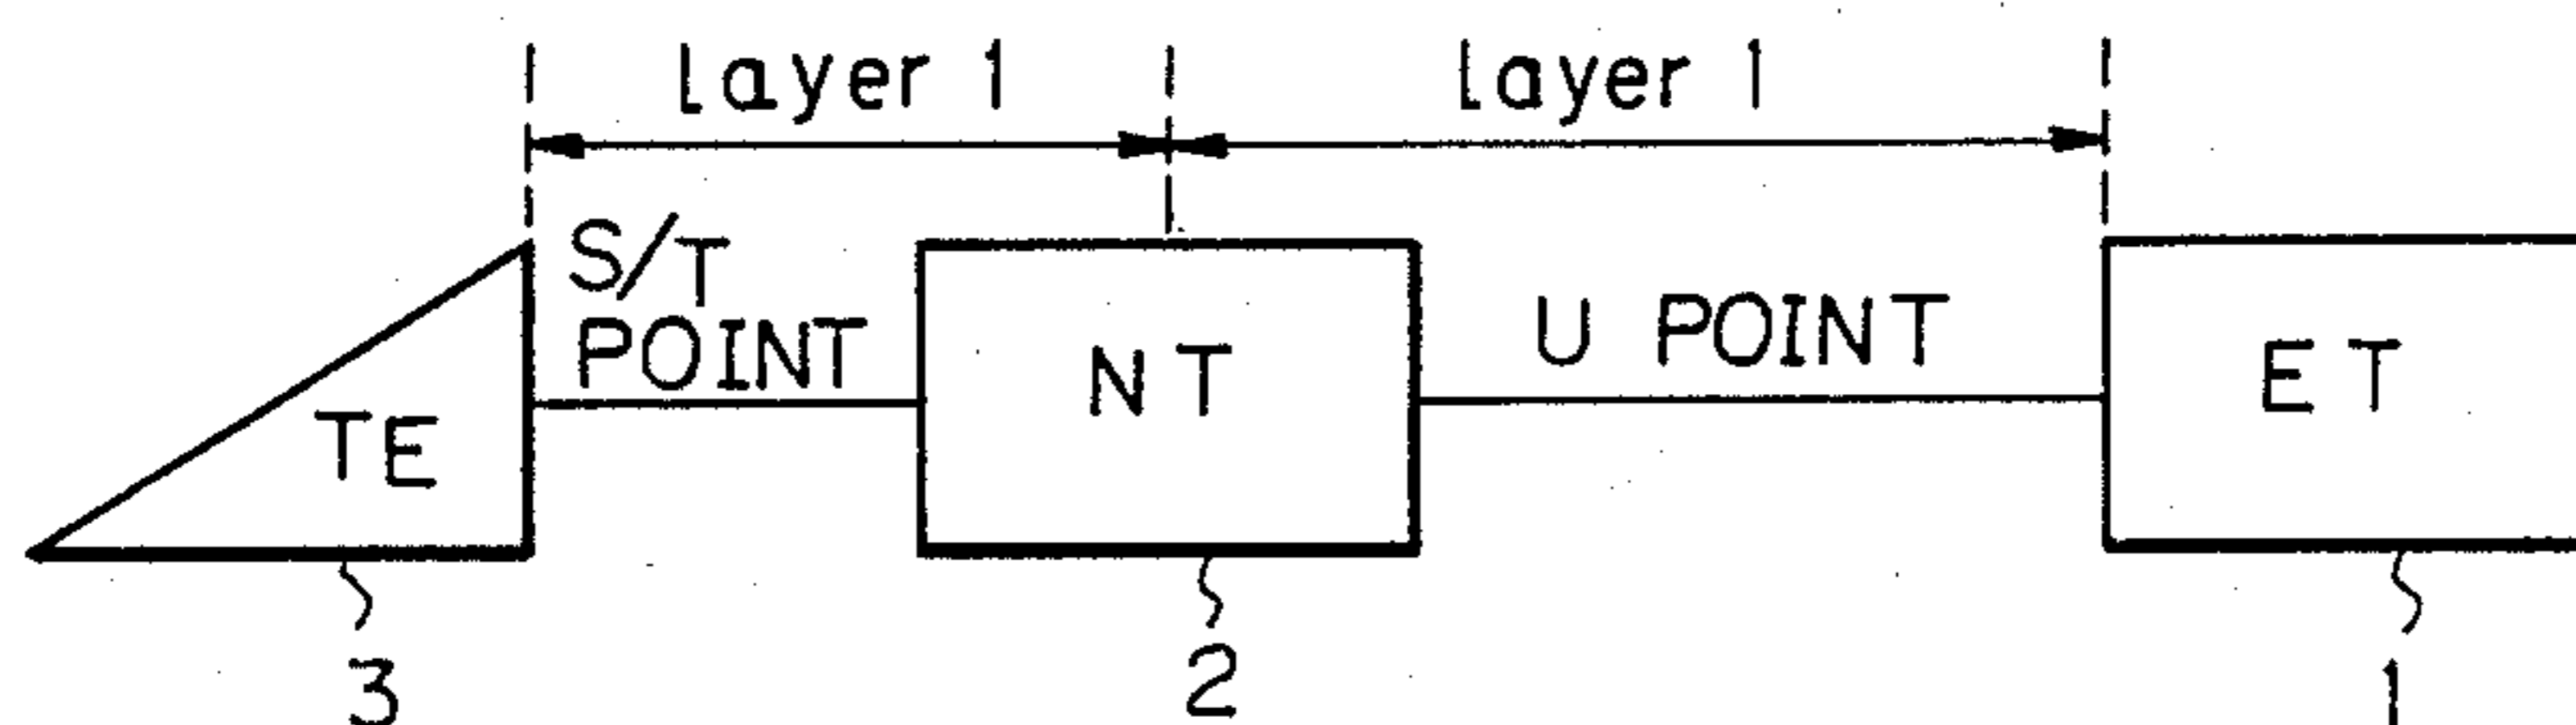 layer 1
layer 1
S/T
POINT
U POINT
TE
NT
ET
3
2
1